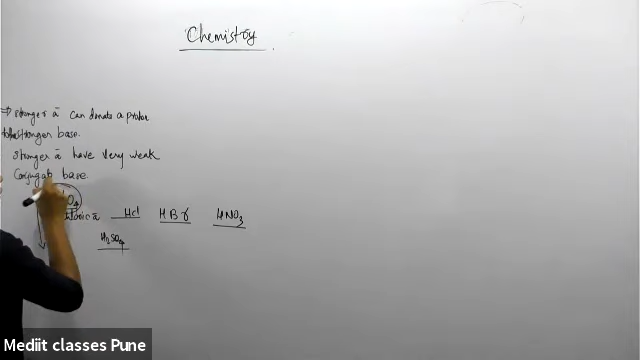 Chemistry
⇒ stronger ā can donate a proton
stronger base.
stronger ā have very weak
Conjugate base.
O4
ā HCl HBr HNO3
H2SO4
Mediit classes Pune